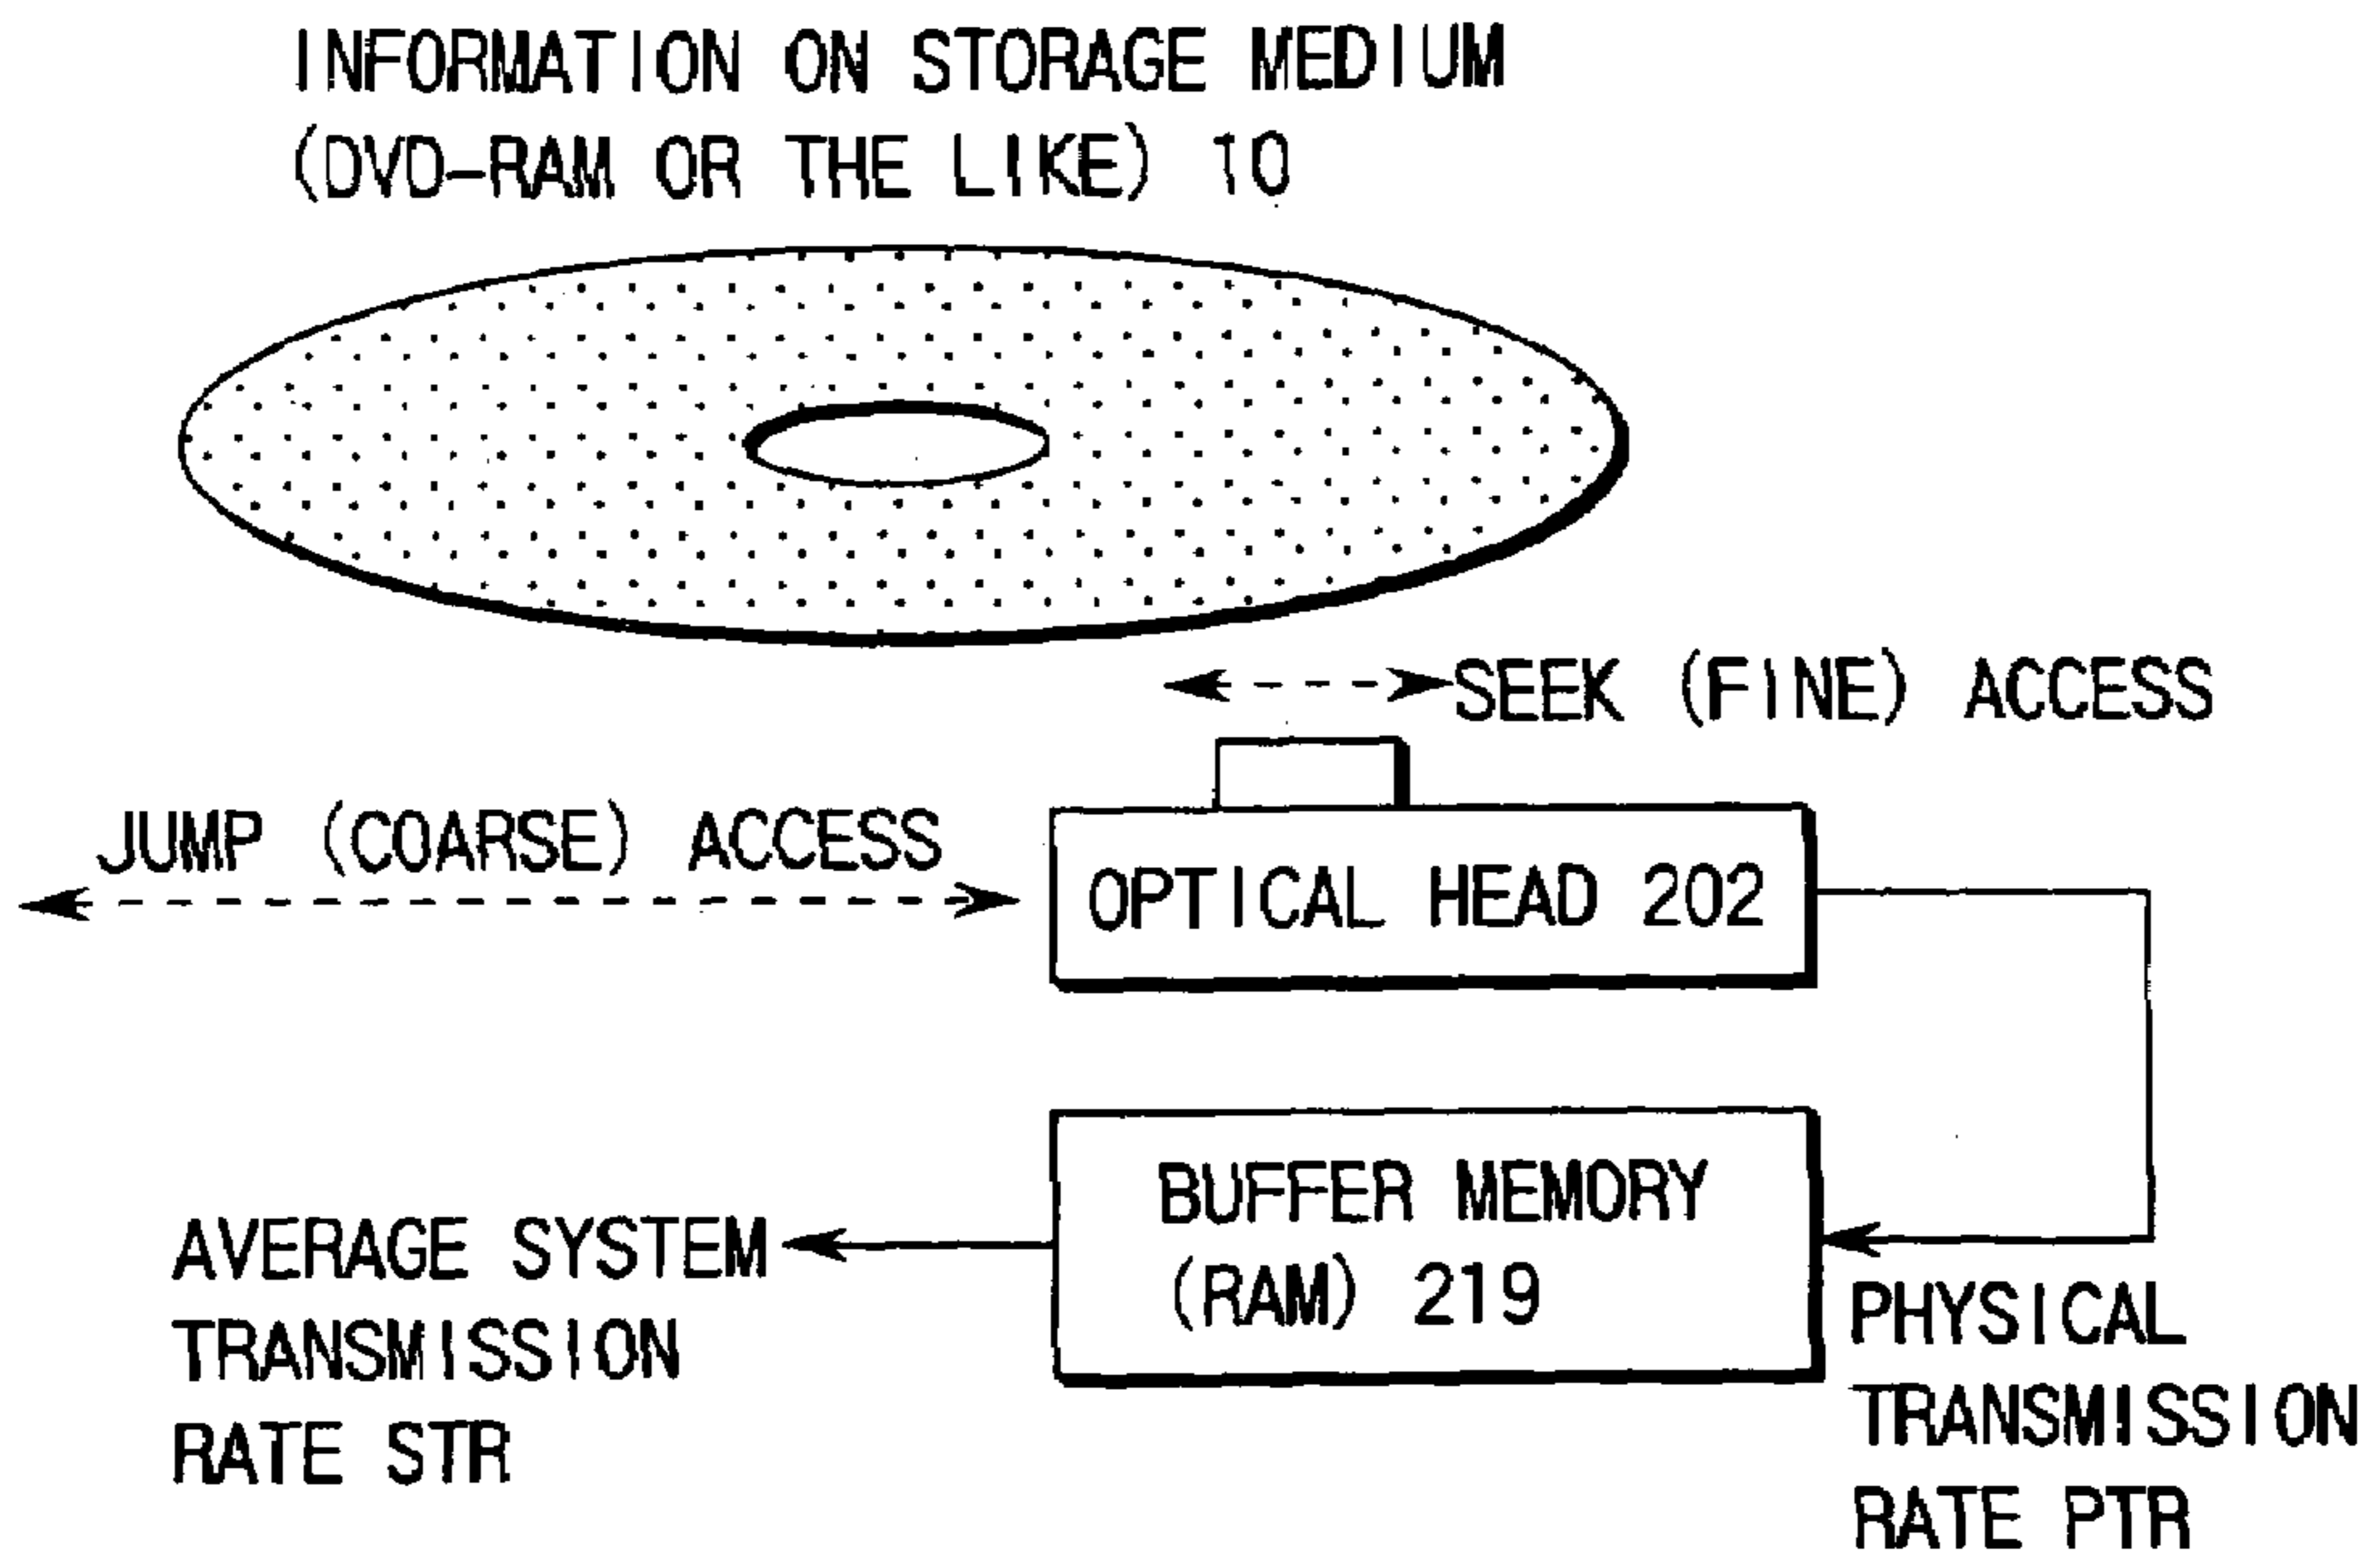 INFORMATION ON STORAGE MEDIUM
(DVD-RAM OR THE LIKE) 10
SEEK (FINE) ACCESS
JUMP (COARSE) ACCESS
OPTICAL HEAD 202
BUFFER MEMORY
(RAM) 219
AVERAGE SYSTEM
TRANSMISSION
RATE STR
PHYSICAL
TRANSMISSION
RATE PTR